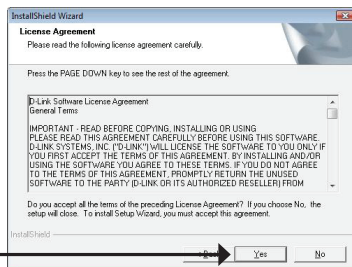 InstallShield Wizard
License Agreement
Please read the following license agreement carefully.
Press the PAGE DOWN key to see the rest of the agreement.
D-Link Software License Agreement
General Terms
IMPORTANT - READ BEFORE COPYING, INSTALLING OR USING
PLEASE READ THIS AGREEMENT CAREFULLY BEFORE USING THIS SOFTWARE.
D-LINK SYSTEMS, INC. ("D-LINK") WILL LICENSE THE SOFTWARE TO YOU ONLY IF
YOU FIRST ACCEPT THE TERMS OF THIS AGREEMENT. BY INSTALLING AND/OR
USING THE SOFTWARE YOU AGREE TO THESE TERMS. IF YOU DO NOT AGREE
TO THE TERMS OF THIS AGREEMENT, PROMPTLY RETURN THE UNUSED
SOFTWARE TO THE PARTY (D-LINK OR ITS AUTHORIZED RESELLER) FROM
Do you accept all the terms of the preceding License Agreement? If you choose No, the
setup will close. To install Setup Wizard, you must accept this agreement.
InstallShield
Yes
No